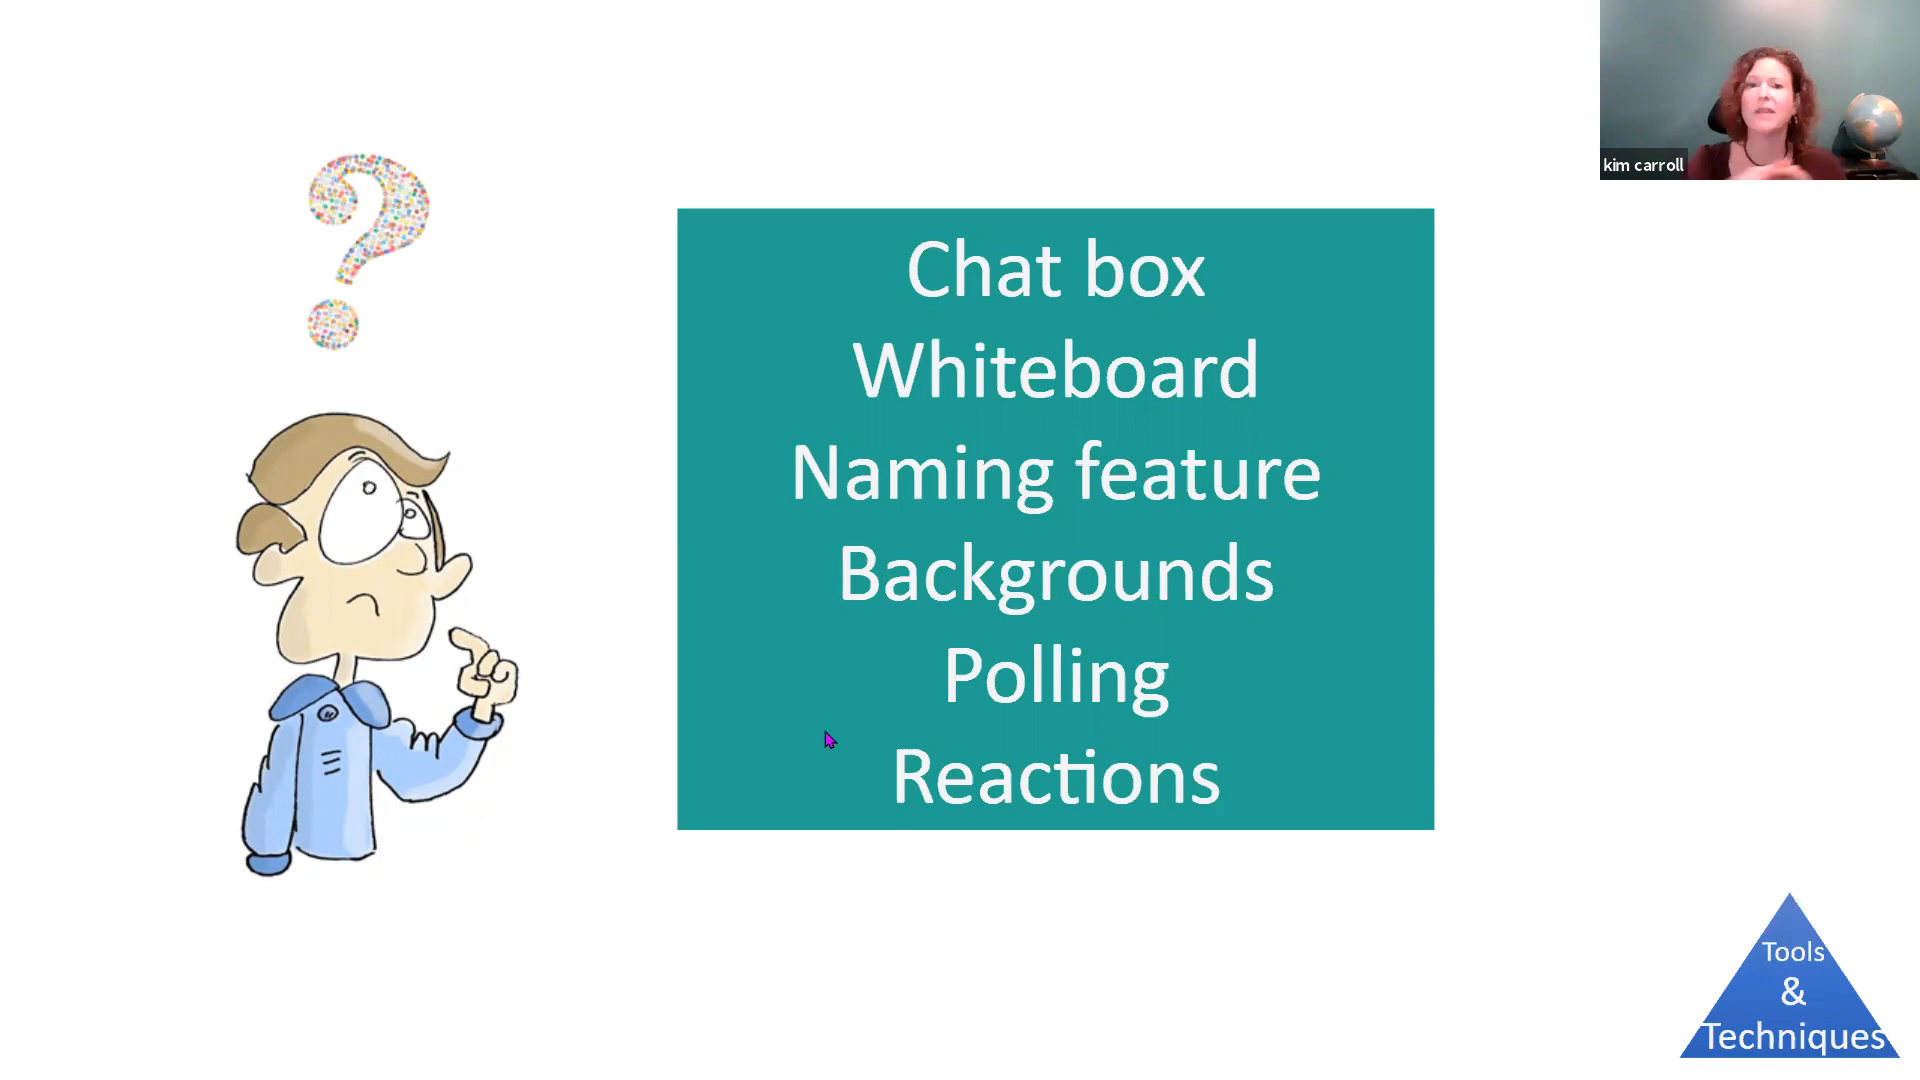 kim carroll
Chat box
Whiteboard
Naming feature
Backgrounds
Polling
Reactions
Tools
&
Techniques